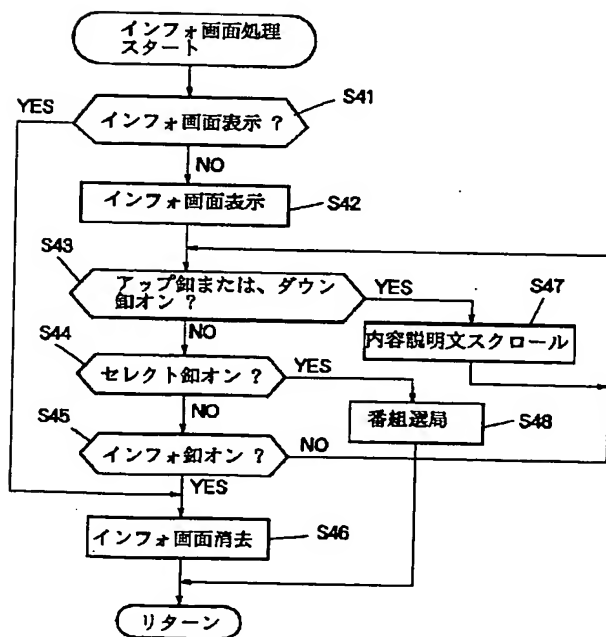 インフォ画面処理
スタート
S41
YES
インフォ画面表示 ?
NO
インフォ画面表示
S42
S43
アップ釦または、ダウン
釦オン ?
YES
S47
NO
内容説明文スクロール
S44
セレクト釦オン ?
YES
NO
番組選局
S48
S45
インフォ釦オン ?
NO
YES
インフォ画面消去
S46
リターン